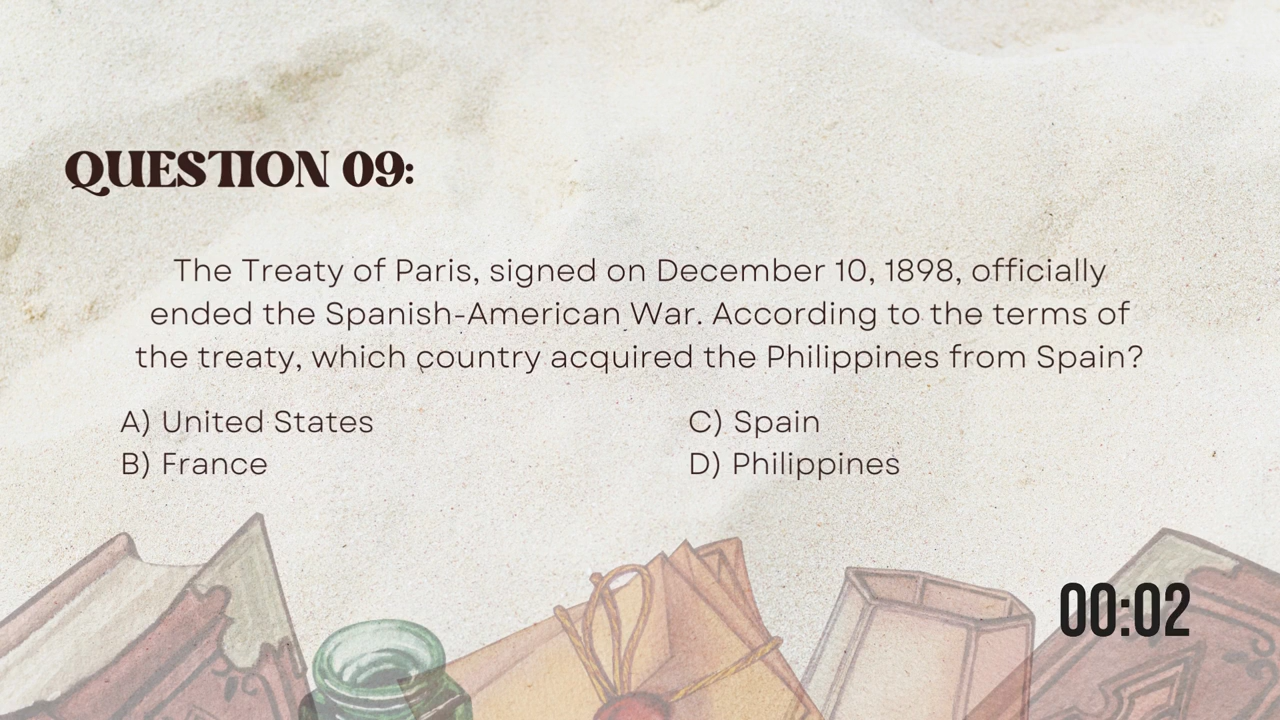 QUESTION 09:
The Treaty of Paris, signed on December 10, 1898, officially
ended the Spanish-American War. According to the terms of
the treaty, which country acquired the Philippines from Spain?
A) United States
B) France
C) Spain
D) Philippines
00:02